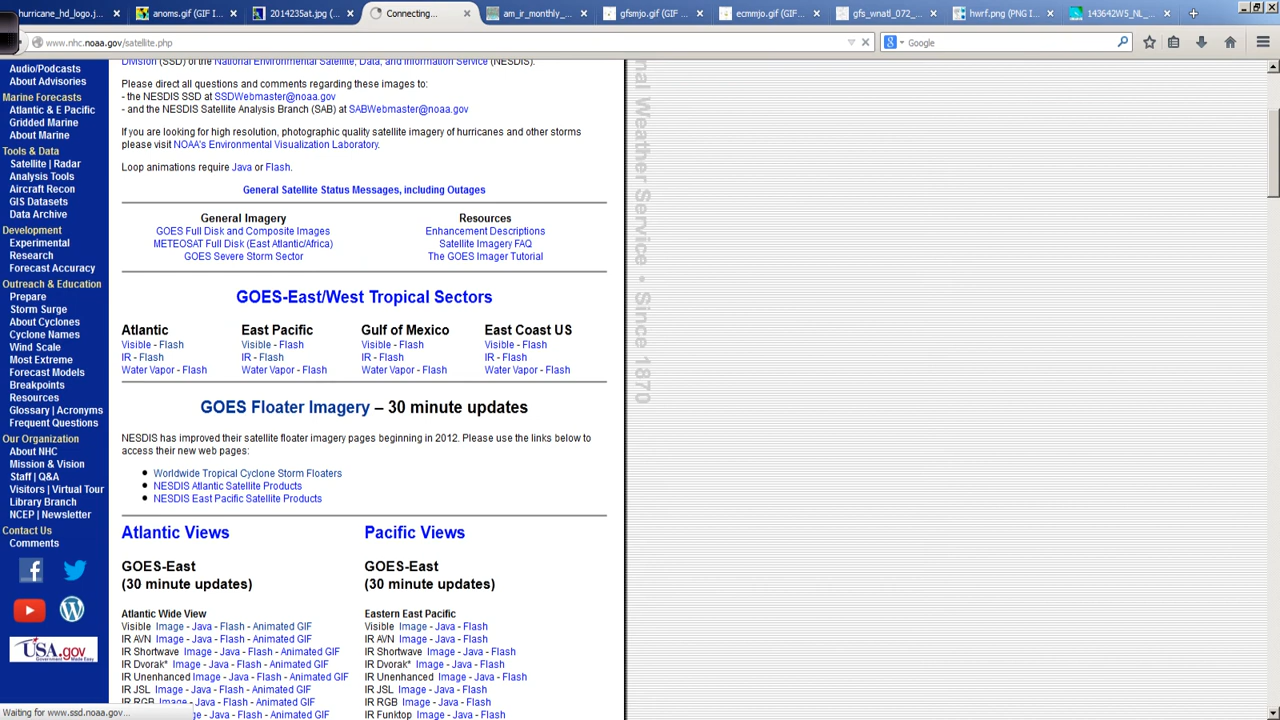 hurricane_hd_logo....
anoms.gif (GIF I...
2014235at.jpg (...
Connecting...
am_ir_monthly_...
gfsmjo.gif (GIF ...
ecmmjo.gif (GIF ...
gfs_wnatl_072_...
hwrf.png (PNG I...
143642W5_NL_...
www.nhc.noaa.gov/satellite.php
Google
Audio/Podcasts
About Advisories
Marine Forecasts
Atlantic & E Pacific
Gridded Marine
About Marine
Tools & Data
Satellite | Radar
Analysis Tools
Aircraft Recon
GIS Datasets
Data Archive
Development
Experimental
Research
Forecast Accuracy
Outreach & Education
Prepare
Storm Surge
About Cyclones
Cyclone Names
Wind Scale
Most Extreme
Forecast Models
Breakpoints
Resources
Glossary | Acronyms
Frequent Questions
Our Organization
About NHC
Mission & Vision
Staff | Q&A
Visitors | Virtual Tour
Library Branch
NCEP | Newsletter
Contact Us
Comments
USA.gov
Division (SSD) of the National Environmental Satellite, Data, and Information Service (NESDIS).
Please direct all questions and comments regarding these images to:
- the NESDIS SSD at SSDWebmaster@noaa.gov
- and the NESDIS Satellite Analysis Branch (SAB) at SABWebmaster@noaa.gov
If you are looking for high resolution, photographic quality satellite imagery of hurricanes and other storms
please visit NOAA's Environmental Visualization Laboratory.
Loop animations require Java or Flash.
General Satellite Status Messages, including Outages
General Imagery
GOES Full Disk and Composite Images
METEOSAT Full Disk (East Atlantic/Africa)
GOES Severe Storm Sector
Resources
Enhancement Descriptions
Satellite Imagery FAQ
The GOES Imager Tutorial
GOES-East/West Tropical Sectors
Atlantic
Visible - Flash
IR - Flash
Water Vapor - Flash
East Pacific
Visible - Flash
IR - Flash
Water Vapor - Flash
Gulf of Mexico
Visible - Flash
IR - Flash
Water Vapor - Flash
East Coast US
Visible - Flash
IR - Flash
Water Vapor - Flash
GOES Floater Imagery – 30 minute updates
NESDIS has improved their satellite floater imagery pages beginning in 2012. Please use the links below to
access their new web pages:
Worldwide Tropical Cyclone Storm Floaters
NESDIS Atlantic Satellite Products
NESDIS East Pacific Satellite Products
Atlantic Views
GOES-East
(30 minute updates)
Atlantic Wide View
Visible Image - Java - Flash - Animated GIF
IR AVN Image - Java - Flash - Animated GIF
IR Shortwave Image - Java - Flash - Animated GIF
IR Dvorak* Image - Java - Flash - Animated GIF
IR Unenhanced Image - Java - Flash - Animated GIF
IR JSL Image - Java - Flash - Animated GIF
IR RGB Image - Java - Flash - Animated GIF
Image - Java - Flash - Animated GIF
Pacific Views
GOES-East
(30 minute updates)
Eastern East Pacific
Visible Image - Java - Flash
IR AVN Image - Java - Flash
IR Shortwave Image - Java - Flash
IR Dvorak* Image - Java - Flash
IR Unenhanced Image - Java - Flash
IR JSL Image - Java - Flash
IR RGB Image - Java - Flash
IR Funktop Image - Java - Flash
nal Weather Service • Since 1870
Waiting for www.ssd.noaa.gov...